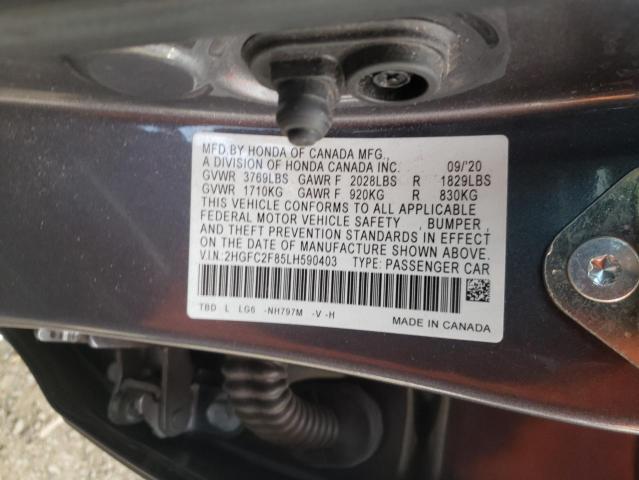 MFD.BY HONDA OF CANADA MFG.,
A DIVISION OF HONDA CANADA INC. 09/'20
GVWR 3769LBS GAWR F 2028LBS R 1829LBS
GVWR 1710KG GAWR F 920KG R 830KG
THIS VEHICLE CONFORMS TO ALL APPLICABLE
FEDERAL MOTOR VEHICLE SAFETY , BUMPER ,
AND THEFT PREVENTION STANDARDS IN EFFECT
ON THE DATE OF MANUFACTURE SHOWN ABOVE.
V.I.N.:2HGFC2F85LH590403 TYPE: PASSENGER CAR
TBD L LG6 -NH797M -V -H
MADE IN CANADA